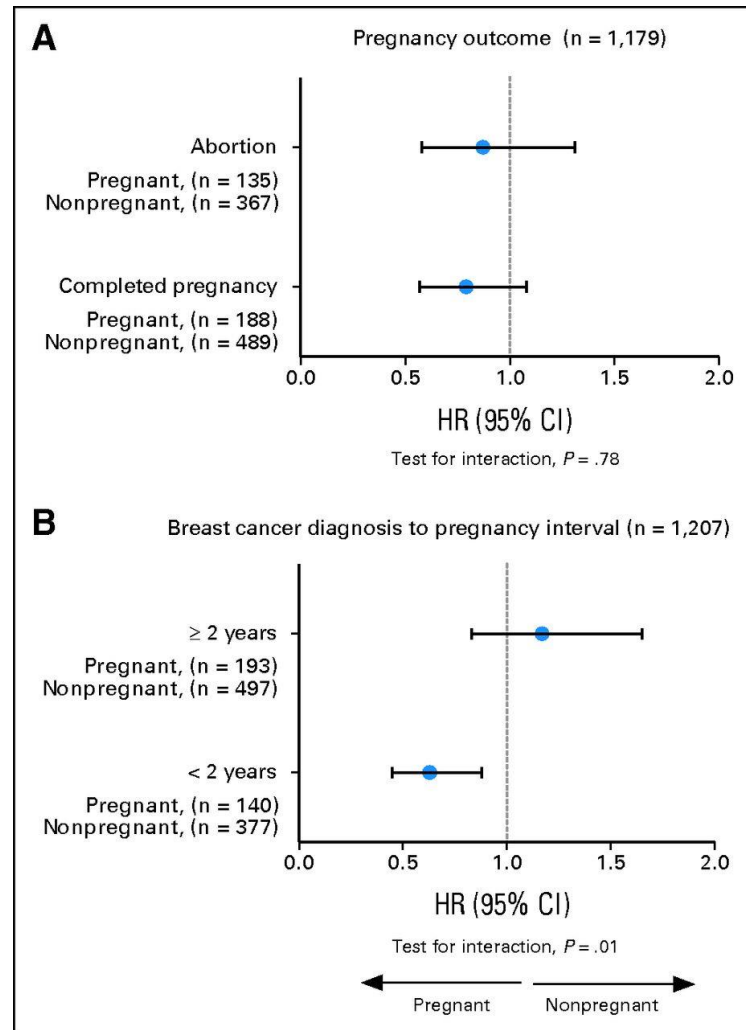 A
Pregnancy outcome (n = 1,179)
Abortion
Pregnant, (n = 135)
Nonpregnant, (n = 367)
Completed pregnancy
Pregnant, (n = 188)
Nonpregnant, (n = 489)
0.0 0.5 1.0 1.5 2.0
HR (95% CI)
Test for interaction, P = .78
B
Breast cancer diagnosis to pregnancy interval (n = 1,207)
≥ 2 years
Pregnant, (n = 193)
Nonpregnant, (n = 497)
< 2 years
Pregnant, (n = 140)
Nonpregnant, (n = 377)
0.0 0.5 1.0 1.5 2.0
HR (95% CI)
Test for interaction, P = .01
Pregnant Nonpregnant